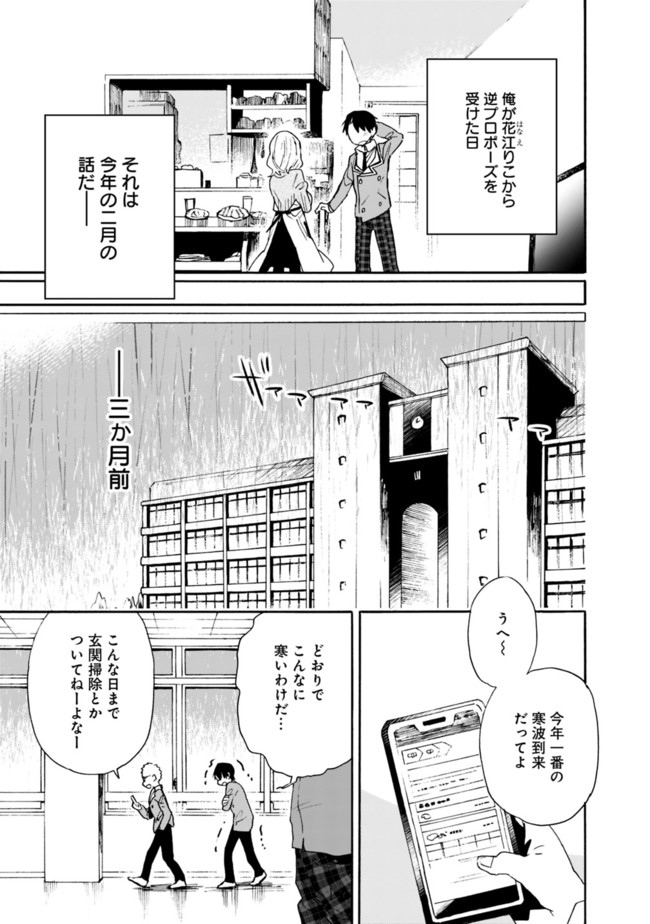 俺が花江りこから
はなえ
逆プロポーズを
受けた日
それは
今年の二月の
話だ――
――三か月前
ザァァァァ
うへ～
今年一番の
寒波到来
だってよ
どおりで
こんなに
寒いわけだ…
こんな日まで
玄関掃除とか
ついてねーよなー